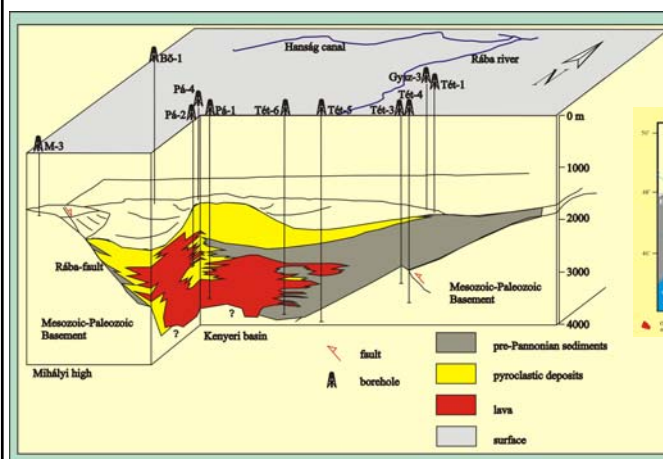 Hanság canal
Rába river
N
Bő-1
Pá-4
Gysz-3
Tét-1
Tét-4
Pá-2
Pá-1
Tét-6
Tét-5
Tét-3
0 m
M-3
1000
2000
3000
4000
Rába-fault
Mesozoic-Paleozoic
Basement
Mesozoic-Paleozoic
Basement
?
?
Kenyeri basin
Mihályi high
fault
borehole
pre-Pannonian sediments
pyroclastic deposits
lava
surface